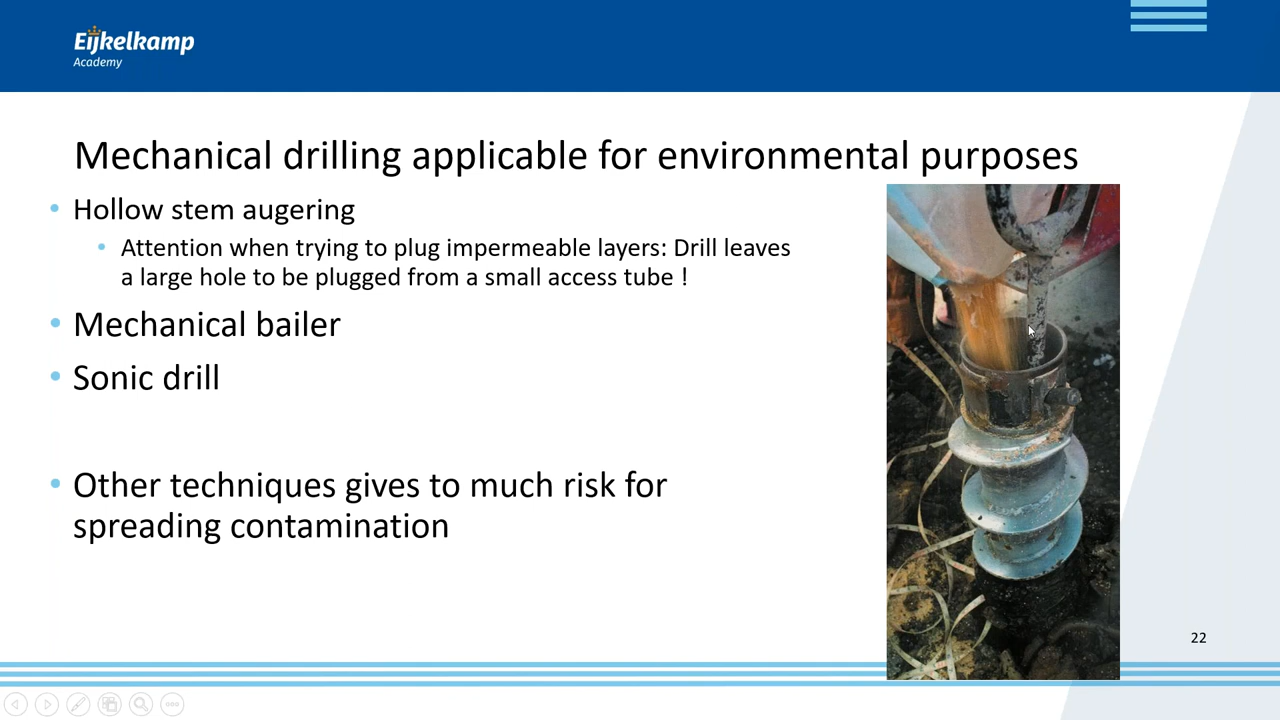 Eijkelkamp
Academy
Mechanical drilling applicable for environmental purposes
• Hollow stem augering
• Attention when trying to plug impermeable layers: Drill leaves
a large hole to be plugged from a small access tube !
• Mechanical bailer
• Sonic drill
• Other techniques gives to much risk for
spreading contamination
22